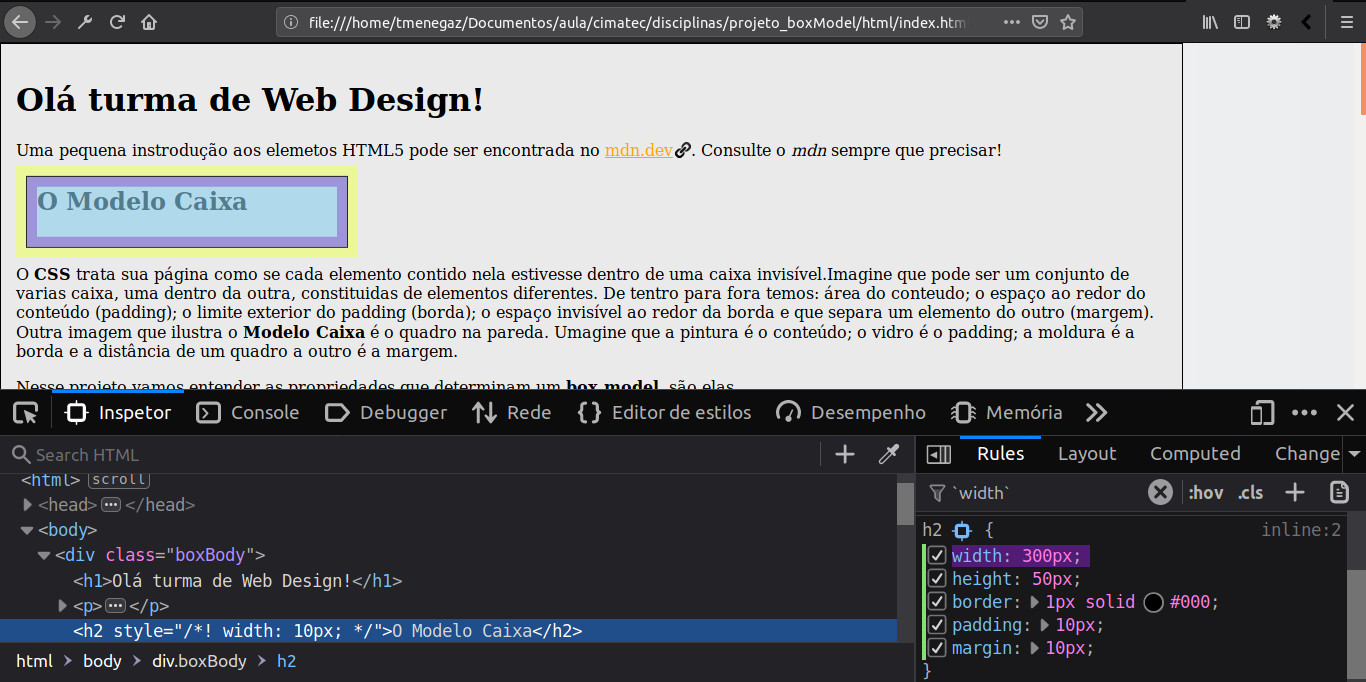 file:///home/tmenegaz/Documentos/aula/cimatec/disciplinas/projeto_boxModel/html/index.htm
Olá turma de Web Design!
Uma pequena instrodução aos elemetos HTML5 pode ser encontrada no mdn.dev. Consulte o mdn sempre que precisar!
O Modelo Caixa
O CSS trata sua página como se cada elemento contido nela estivesse dentro de uma caixa invisível.Imagine que pode ser um conjunto de
varias caixa, uma dentro da outra, constituidas de elementos diferentes. De tentro para fora temos: área do conteudo; o espaço ao redor do
conteúdo (padding); o limite exterior do padding (borda); o espaço invisível ao redor da borda e que separa um elemento do outro (margem).
Outra imagem que ilustra o Modelo Caixa é o quadro na pareda. Umagine que a pintura é o conteúdo; o vidro é o padding; a moldura é a
borda e a distância de um quadro a outro é a margem.
Nesse projeto vamos entender as propriedades que determinam um box model, são elas
Inspetor Console Debugger Rede Editor de estilos Desempenho Memória
Search HTML
<html> scroll
<head> ••• </head>
<body>
<div class="boxBody">
<h1>Olá turma de Web Design!</h1>
<p> ••• </p>
<h2 style="/*! width: 10px; */">O Modelo Caixa</h2>
html > body > div.boxBody > h2
Rules Layout Computed Change
`width` :hov .cls +
h2 { inline:2
width: 300px;
height: 50px;
border: 1px solid #000;
padding: 10px;
margin: 10px;
}